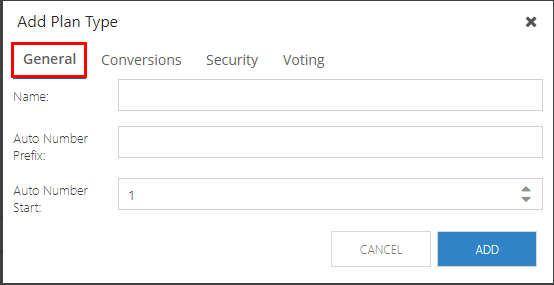 Add Plan Type
General Conversions Security Voting
Name:
Auto Number
Prefix:
Auto Number
Start:
1
CANCEL ADD